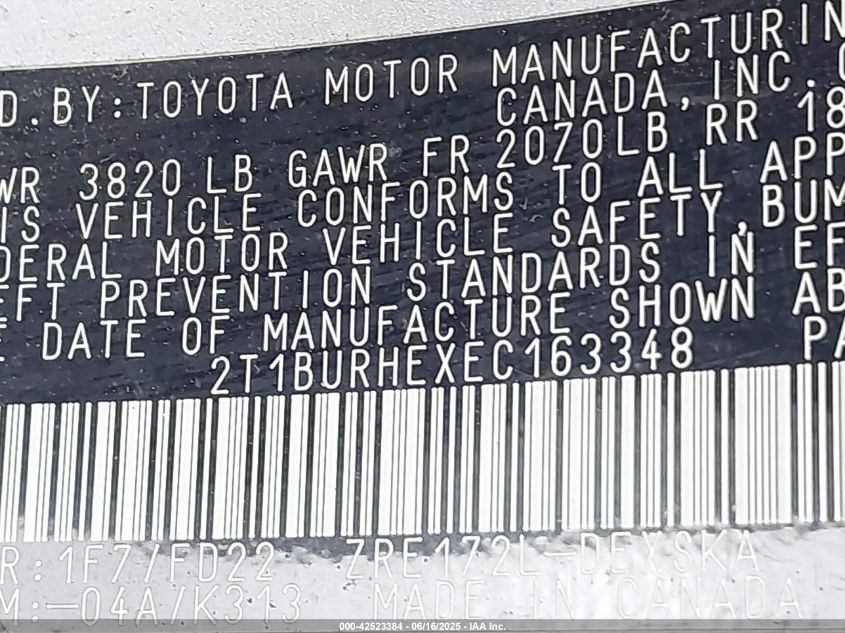 D.BY:TOYOTA MOTOR MANUFACTURIN
CANADA, INC.
WR 3820 LB GAWR FR 2070LB RR 18
IS VEHICLE CONFORMS TO ALL APP
DERAL MOTOR VEHICLE SAFETY, BUM
EFT PREVENTION STANDARDS IN EF
E DATE OF MANUFACTURE SHOWN AB
2T1BURHEXEC163348 PA
R:1F7/FD22 ZRE172L-DEXSKA
M:-04A/K313 MADE IN CANADA
000-42523384 - 06/16/2025 - IAA Inc.